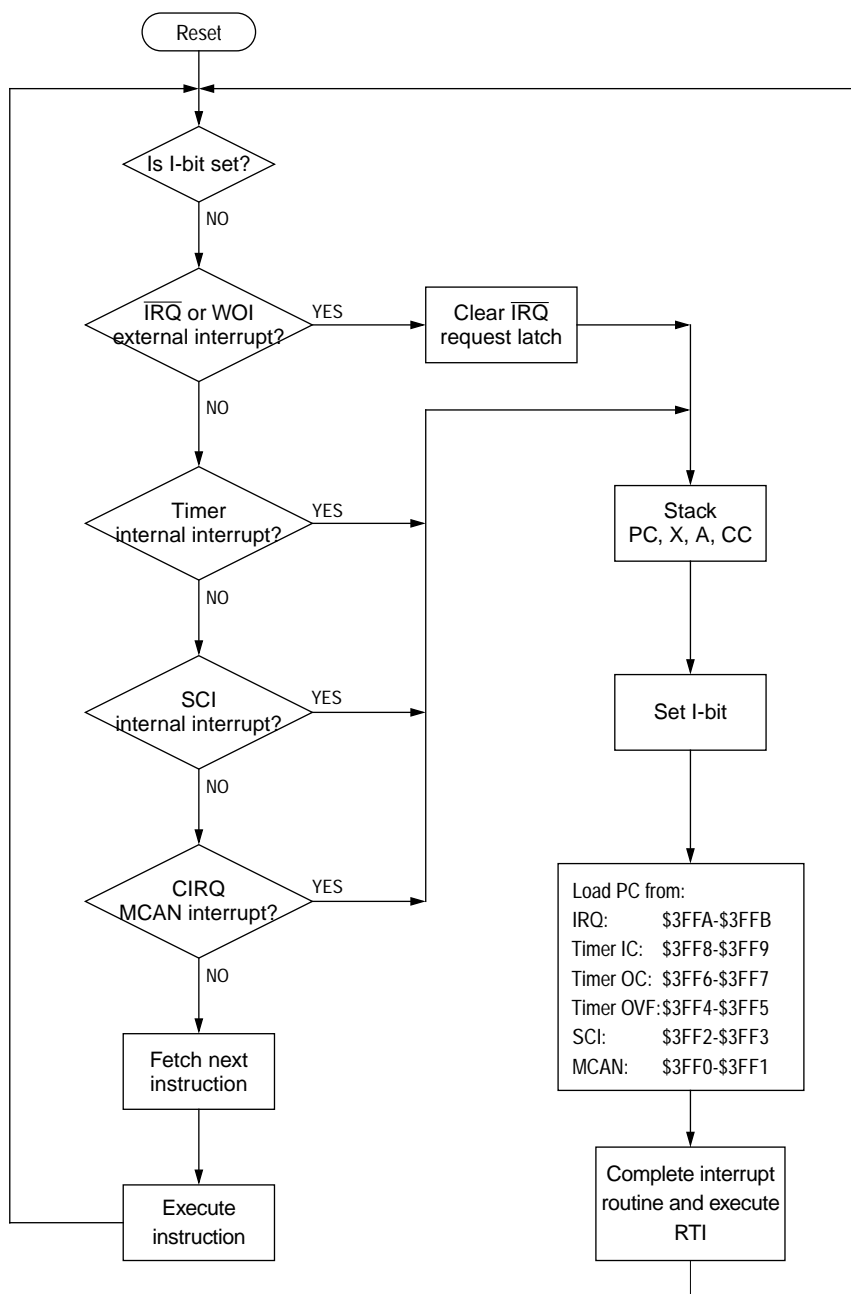 Reset
Is I-bit set?
NO
IRQ or WOI
external interrupt?
YES
Clear IRQ
request latch
NO
Timer
internal interrupt?
YES
Stack
PC, X, A, CC
NO
SCI
internal interrupt?
YES
Set I-bit
NO
CIRQ
MCAN interrupt?
YES
Load PC from:
IRQ: $3FFA-$3FFB
Timer IC: $3FF8-$3FF9
Timer OC: $3FF6-$3FF7
Timer OVF:$3FF4-$3FF5
SCI: $3FF2-$3FF3
MCAN: $3FF0-$3FF1
NO
Fetch next
instruction
Complete interrupt
routine and execute
RTI
Execute
instruction